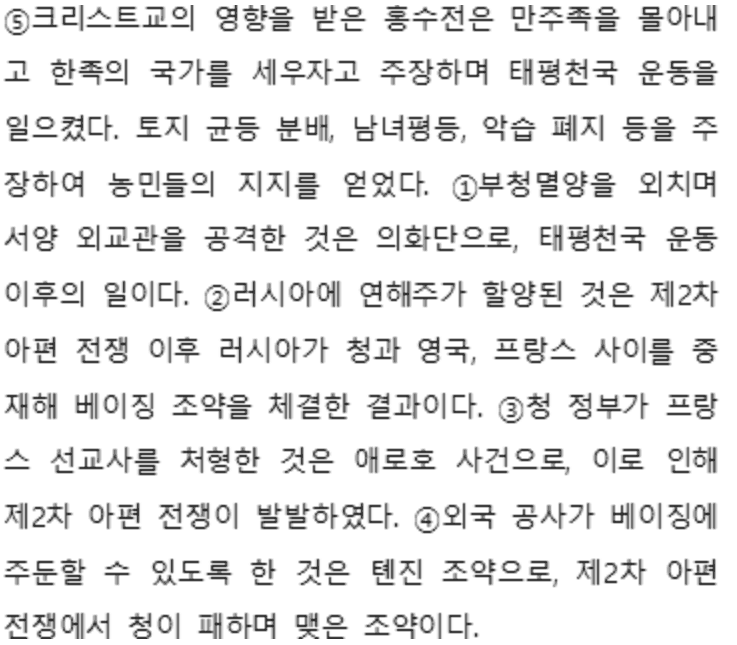 ⑤크리스트교의 영향을 받은 홍수전은 만주족을 몰아내
고 한족의 국가를 세우자고 주장하며 태평천국 운동을
일으켰다. 토지 균등 분배, 남녀평등, 악습 폐지 등을 주
장하여 농민들의 지지를 얻었다. ①부청멸양을 외치며
서양 외교관을 공격한 것은 의화단으로, 태평천국 운동
이후의 일이다. ②러시아에 연해주가 할양된 것은 제2차
아편 전쟁 이후 러시아가 청과 영국, 프랑스 사이를 중
재해 베이징 조약을 체결한 결과이다. ③청 정부가 프랑
스 선교사를 처형한 것은 애로호 사건으로, 이로 인해
제2차 아편 전쟁이 발발하였다. ④외국 공사가 베이징에
주둔할 수 있도록 한 것은 톈진 조약으로, 제2차 아편
전쟁에서 청이 패하며 맺은 조약이다.